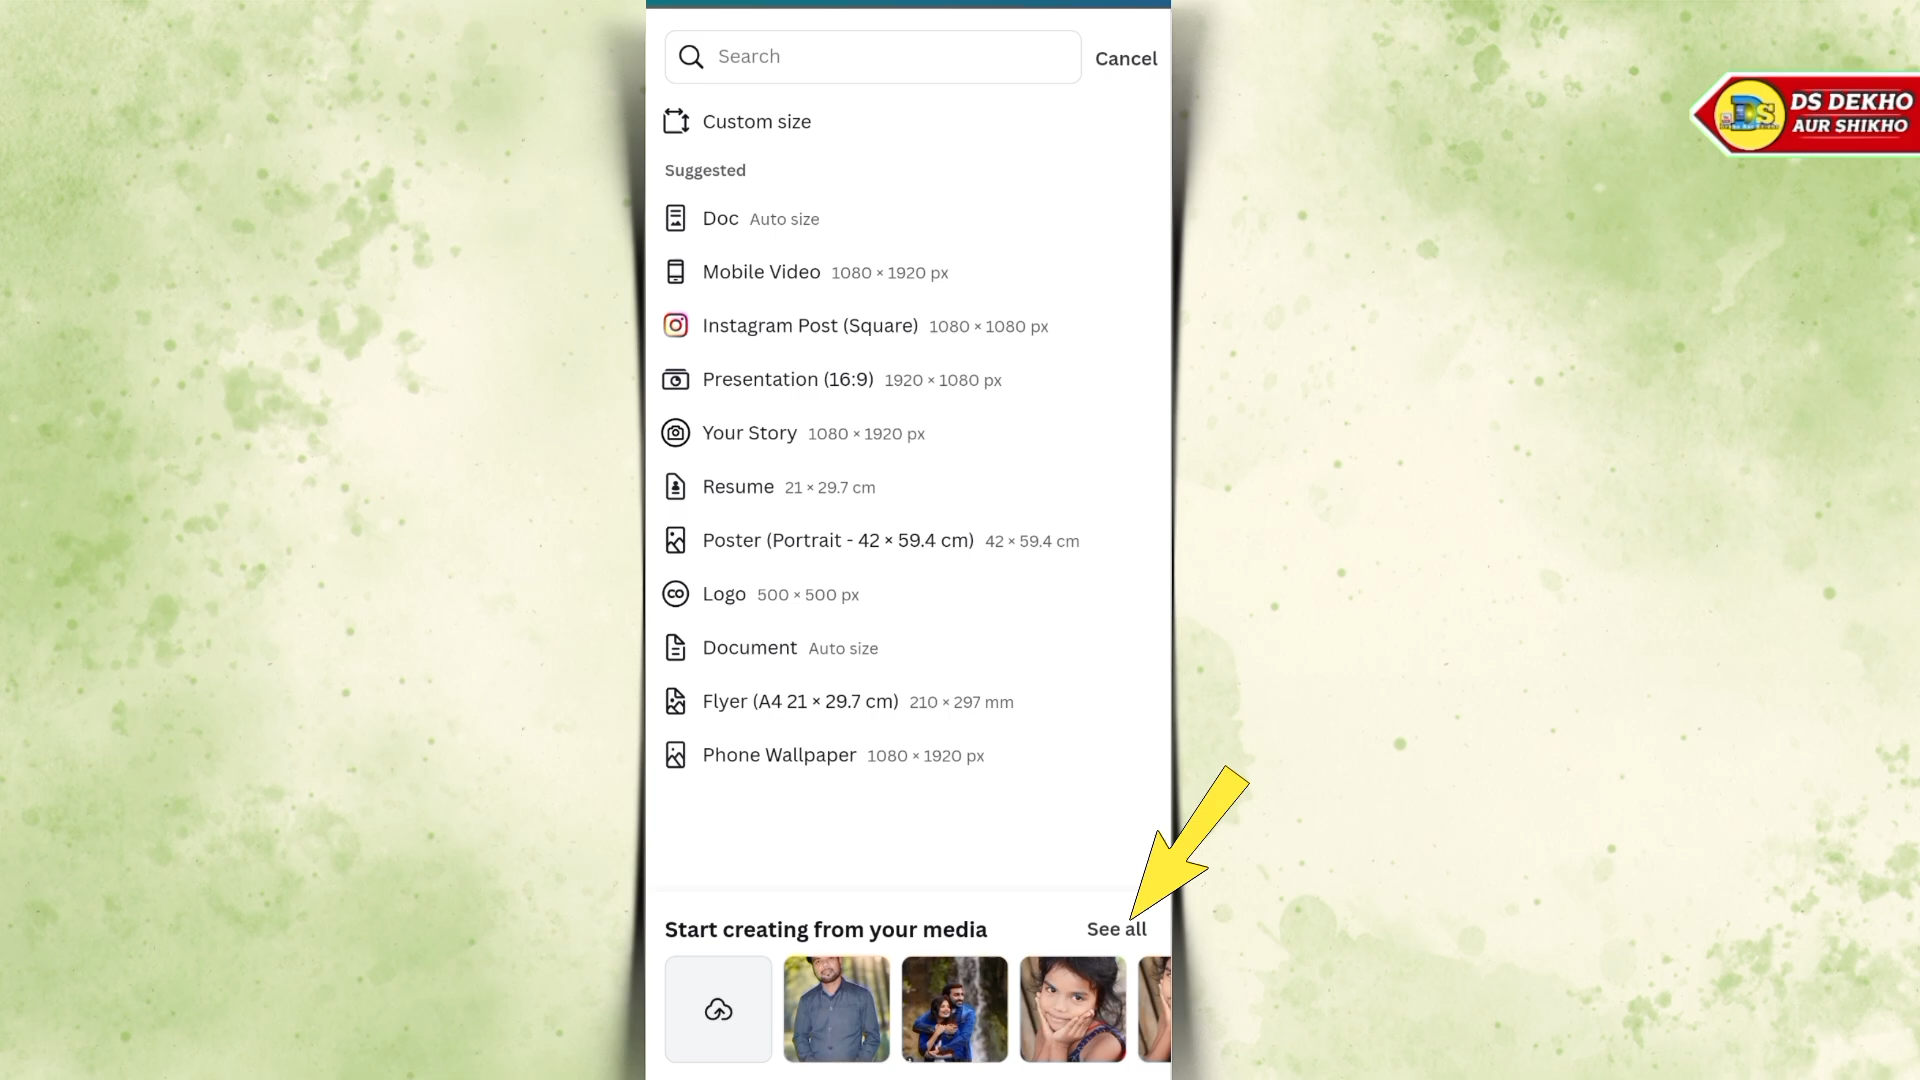 Search
Cancel
Custom size
Suggested
Doc Auto size
Mobile Video 1080 × 1920 px
Instagram Post (Square) 1080 × 1080 px
Presentation (16:9) 1920 × 1080 px
Your Story 1080 × 1920 px
Resume 21 × 29.7 cm
Poster (Portrait - 42 × 59.4 cm) 42 × 59.4 cm
Logo 500 × 500 px
Document Auto size
Flyer (A4 21 × 29.7 cm) 210 × 297 mm
Phone Wallpaper 1080 × 1920 px
Start creating from your media
See all
DS
DS DEKHO
AUR SHIKHO